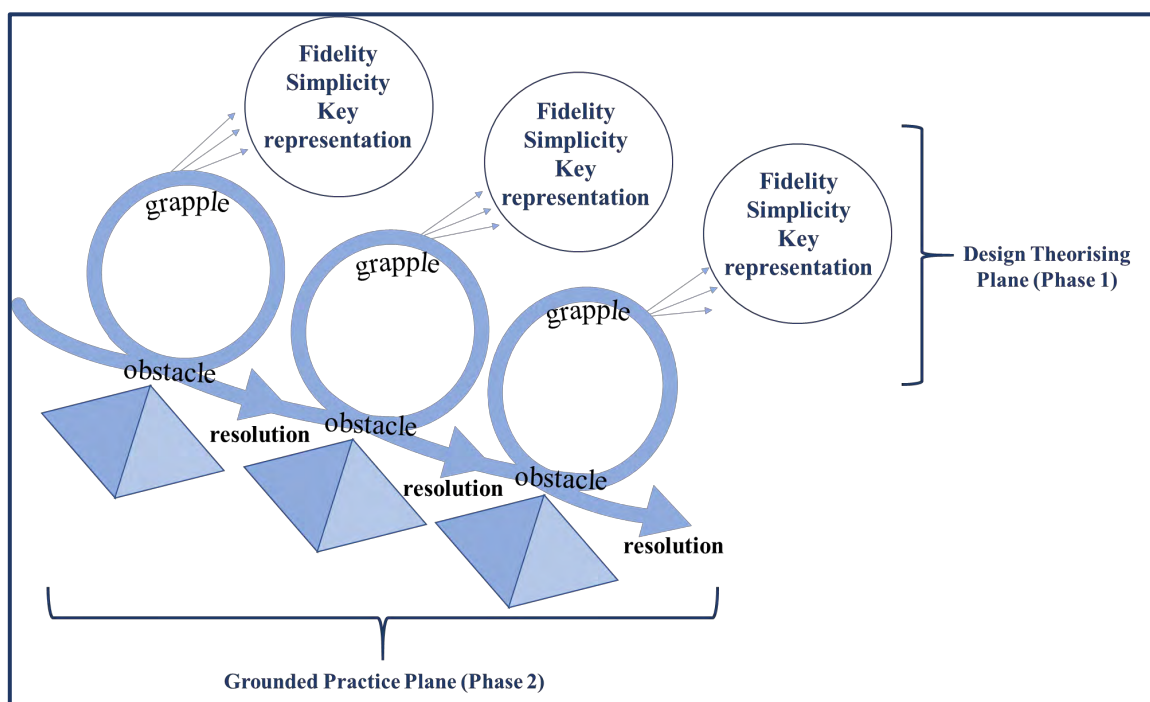 Fidelity
Simplicity
Key
representation
Fidelity
Simplicity
Key
representation
Fidelity
Simplicity
Key
representation
grapple
grapple
grapple
Design Theorising
Plane (Phase 1)
obstacle
resolution
obstacle
resolution
obstacle
resolution
Grounded Practice Plane (Phase 2)